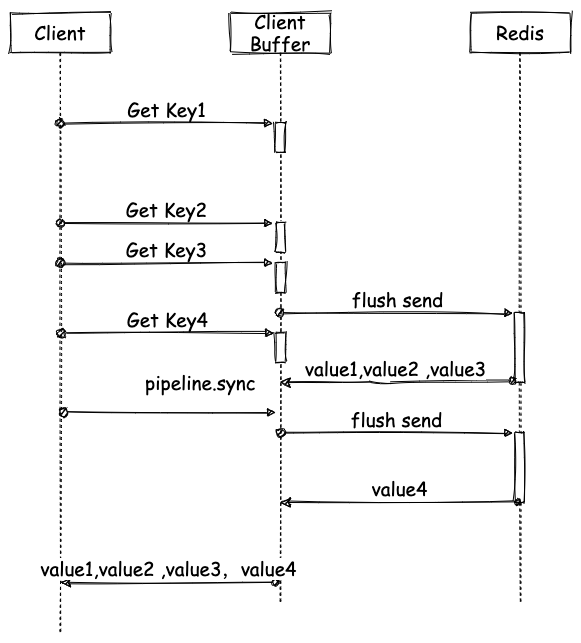 Client
Client
Buffer
Redis
Get Key1
Get Key2
Get Key3
flush send
Get Key4
value1,value2 ,value3
pipeline.sync
flush send
value4
value1,value2 ,value3，value4